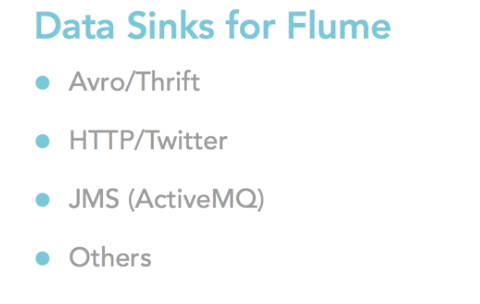 Data Sinks for Flume
Avro/Thrift
HTTP/Twitter
JMS (ActiveMQ)
Others